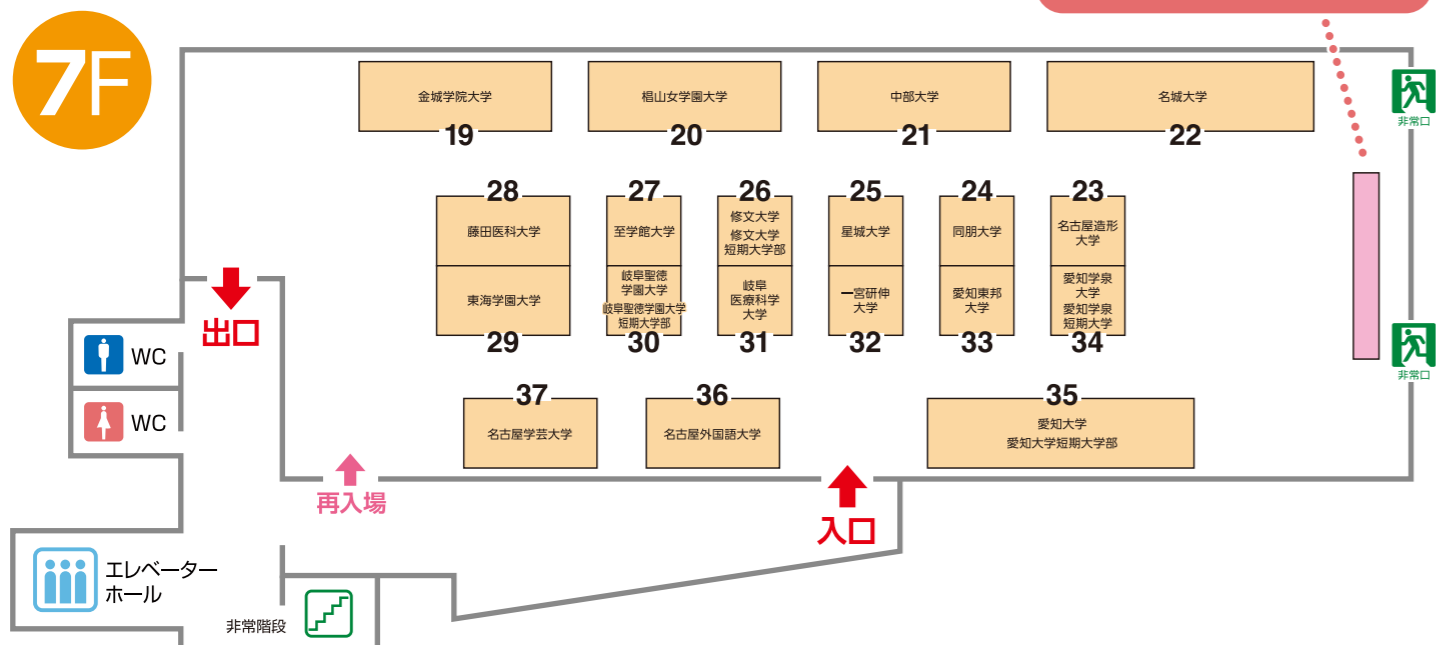 7F
金城学院大学
19
椙山女学園大学
20
中部大学
21
名城大学
22
非常口
28
藤田医科大学
27
至学館大学
26
修文大学
修文大学
短期大学部
25
星城大学
24
同朋大学
23
名古屋造形
大学
東海学園大学
29
岐阜聖徳
学園大学
岐阜聖徳学園大学
短期大学部
30
岐阜
医療科学
大学
31
一宮研伸
大学
32
愛知東邦
大学
33
愛知学泉
大学
愛知学泉
短期大学
34
非常口
出口
WC
WC
37
名古屋学芸大学
36
名古屋外国語大学
35
愛知大学
愛知大学短期大学部
再入場
入口
エレベーター
ホール
非常階段